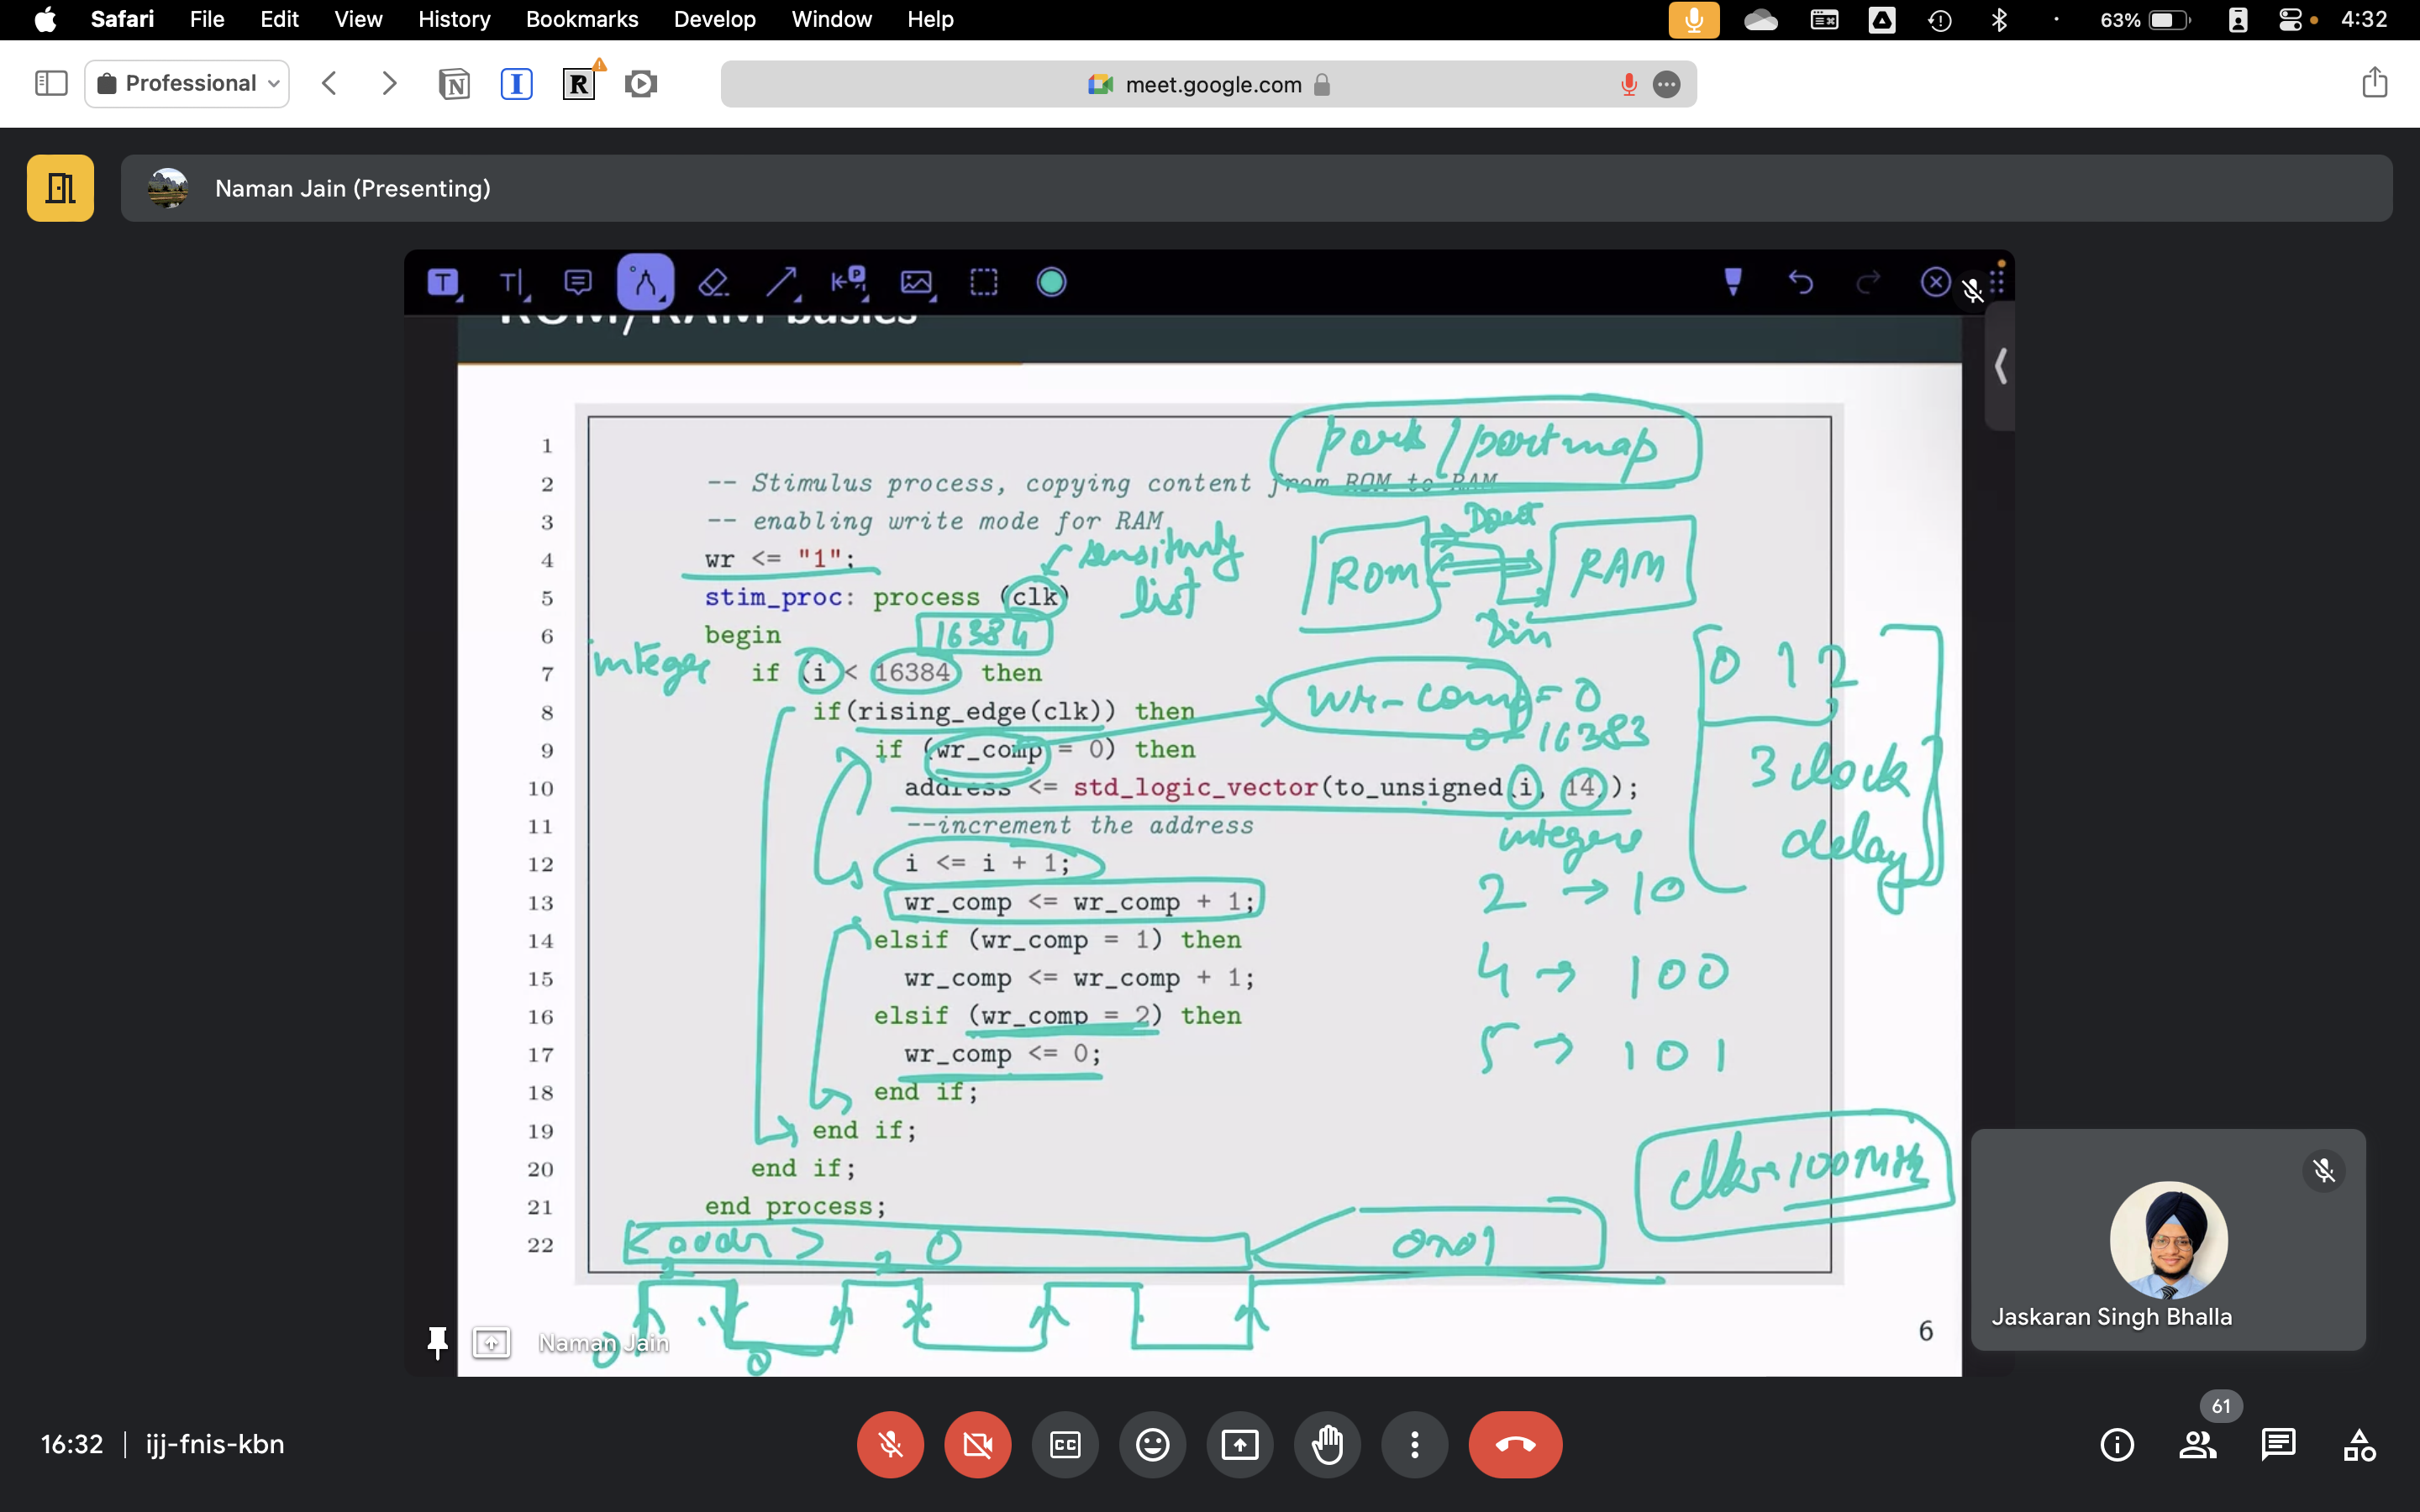 Safari File Edit View History Bookmarks Develop Window Help 63% 4:32
Professional meet.google.com
Naman Jain (Presenting)
ROM/RAM basics
port/portmap
1
2 -- Stimulus process, copying content from ROM to RAM
3 -- enabling write mode for RAM
4 wr <= "1";
sensitivity
list
ROM
Dout
RAM
Din
5 stim_proc: process (clk)
6 begin
16384
integer
7 if (i < 16384 then
8 if(rising_edge(clk)) then
wr-comp = 0
0 - 16383
0 1 2
3 clock
delay
9 if (wr_comp = 0) then
10 address <= std_logic_vector(to_unsigned(i, 14));
11 --increment the address
integers
12 i <= i + 1;
2 → 10
13 wr_comp <= wr_comp + 1;
14 elsif (wr_comp = 1) then
4 → 100
15 wr_comp <= wr_comp + 1;
16 elsif (wr_comp = 2) then
5 → 101
17 wr_comp <= 0;
18 end if;
19 end if;
clk = 100MHz
20 end if;
21 end process;
22
<addr> 0
0x01
0
0
6
Naman Jain
Jaskaran Singh Bhalla
16:32 | ijj-fnis-kbn
CC
61